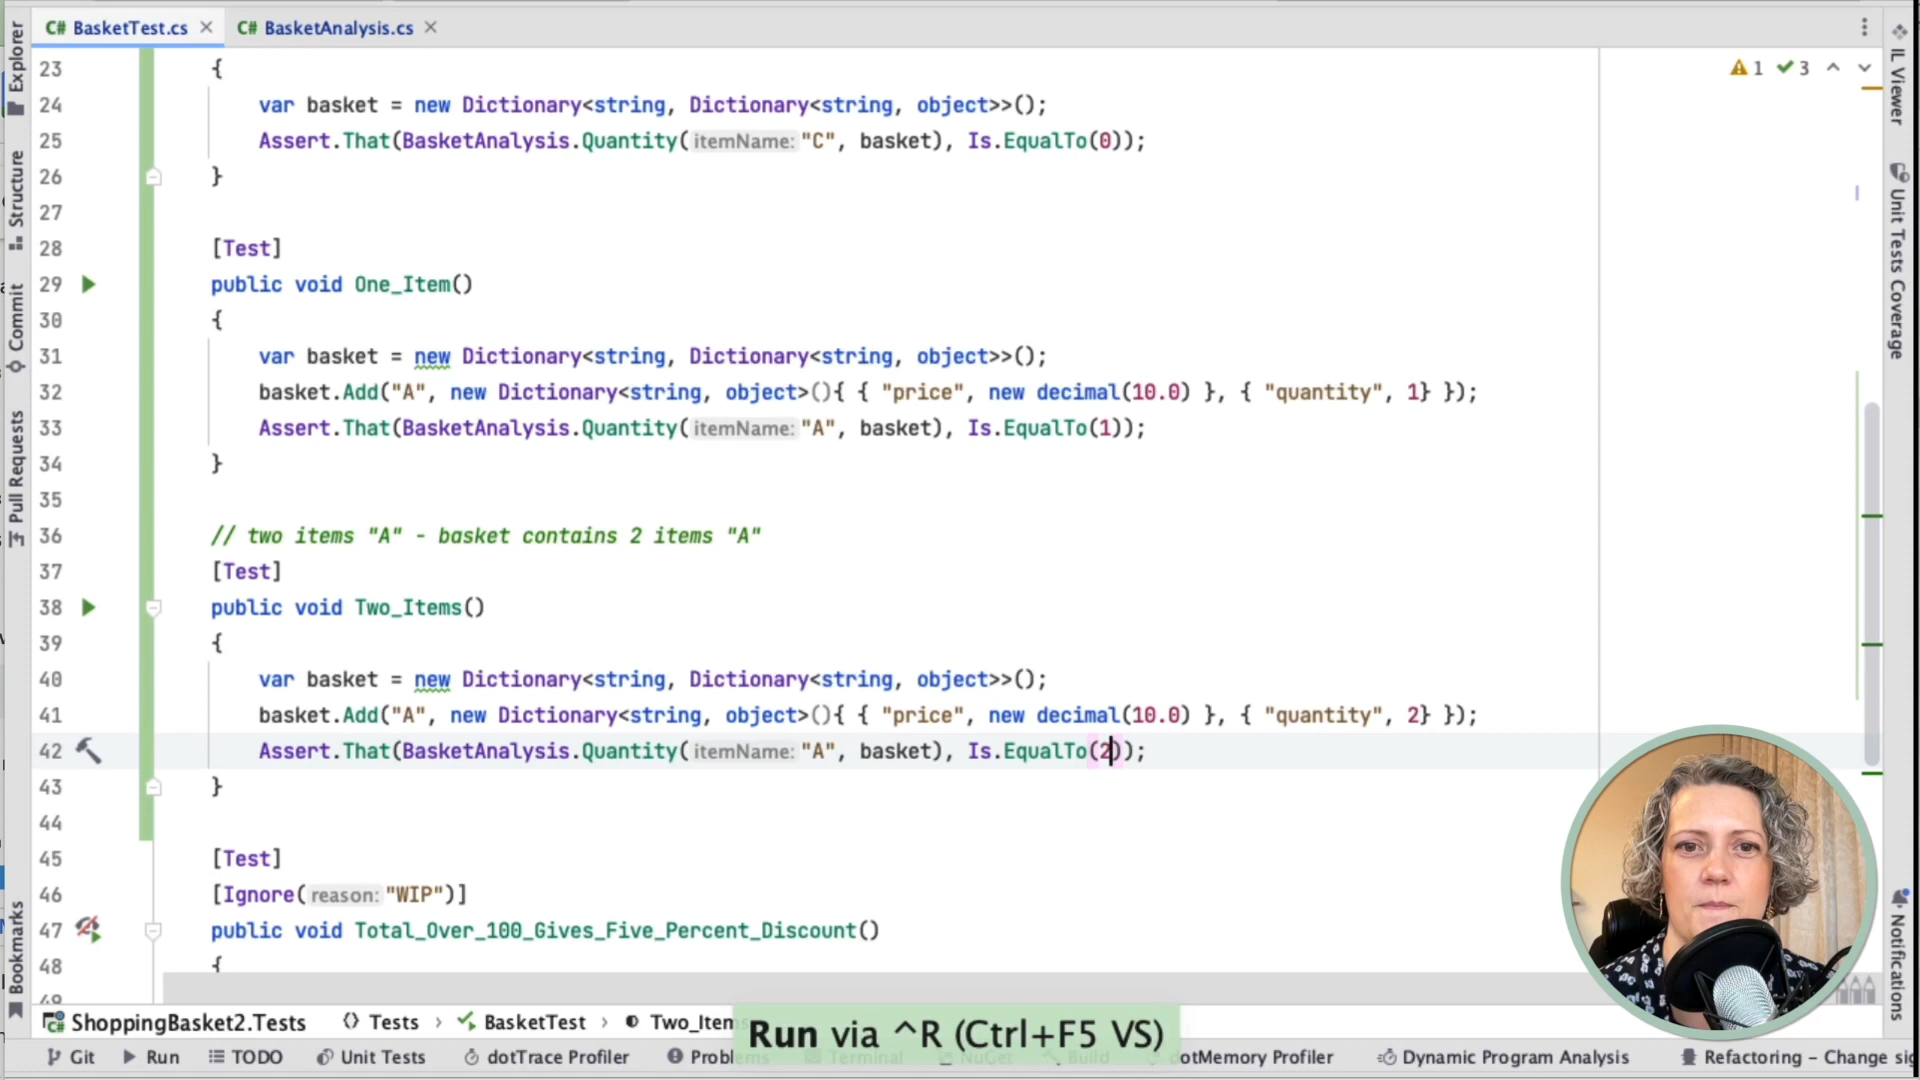 C# BasketTest.cs × C# BasketAnalysis.cs ×
Explorer
Structure
Commit
Pull Requests
Bookmarks
1 3
23 {
24 var basket = new Dictionary<string, Dictionary<string, object>>();
25 Assert.That(BasketAnalysis.Quantity(itemName: "C", basket), Is.EqualTo(0));
26 }
27
28 [Test]
29 public void One_Item()
30 {
31 var basket = new Dictionary<string, Dictionary<string, object>>();
32 basket.Add("A", new Dictionary<string, object>(){ { "price", new decimal(10.0) }, { "quantity", 1} });
33 Assert.That(BasketAnalysis.Quantity(itemName: "A", basket), Is.EqualTo(1));
34 }
35
36 // two items "A" - basket contains 2 items "A"
37 [Test]
38 public void Two_Items()
39 {
40 var basket = new Dictionary<string, Dictionary<string, object>>();
41 basket.Add("A", new Dictionary<string, object>(){ { "price", new decimal(10.0) }, { "quantity", 2} });
42 Assert.That(BasketAnalysis.Quantity(itemName: "A", basket), Is.EqualTo(2));
43 }
44
45 [Test]
46 [Ignore(reason: "WIP")]
47 public void Total_Over_100_Gives_Five_Percent_Discount()
48 {
IL Viewer
Unit Tests Coverage
Notifications
ShoppingBasket2.Tests › Tests › BasketTest › Two_Items
Run via ^R (Ctrl+F5 VS)
Git Run TODO Unit Tests dotTrace Profiler Terminal NuGet Build dotMemory Profiler Dynamic Program Analysis Refactoring - Change